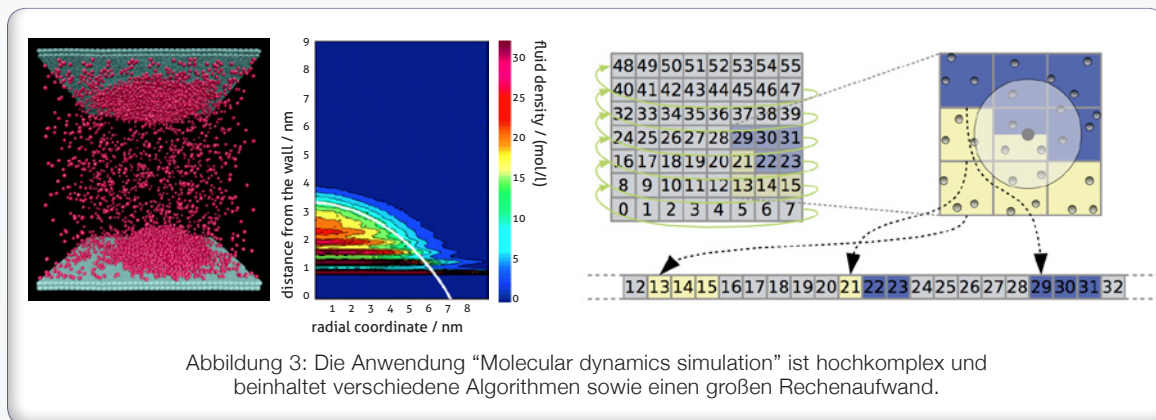 9
8
7
6
5
4
3
2
1
0
distance from the wall / nm
1 2 3 4 5 6 7 8
radial coordinate / nm
30
25
20
15
10
5
0
fluid density / (mol/l)
48 49 50 51 52 53 54 55
40 41 42 43 44 45 46 47
32 33 34 35 36 37 38 39
24 25 26 27 28 29 30 31
16 17 18 19 20 21 22 23
8 9 10 11 12 13 14 15
0 1 2 3 4 5 6 7
12 13 14 15 16 17 18 19 20 21 22 23 24 25 26 27 28 29 30 31 32
Abbildung 3: Die Anwendung “Molecular dynamics simulation” ist hochkomplex und
beinhaltet verschiedene Algorithmen sowie einen großen Rechenaufwand.